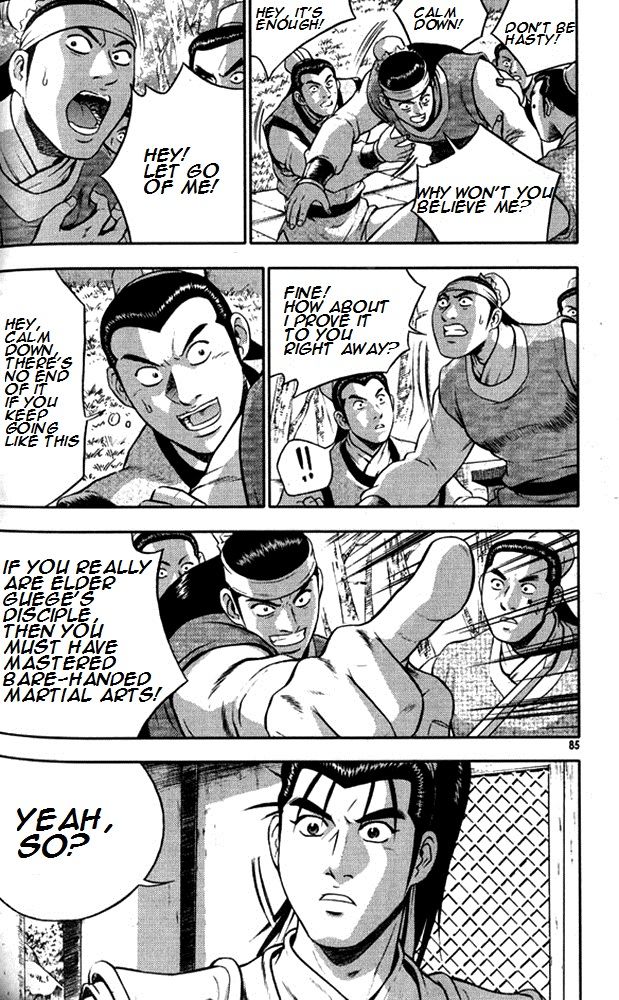 HEY!
LET GO
OF ME!
HEY, IT'S
ENOUGH!
CALM
DOWN!
DON'T BE
HASTY!
WHY WON'T YOU
BELIEVE ME?
HEY,
CALM
DOWN,
THERE'S
NO END
OF IT
IF YOU
KEEP
GOING
LIKE THIS
FINE!
HOW ABOUT
I PROVE IT
TO YOU
RIGHT AWAY?
!!
IF YOU REALLY
ARE ELDER
GUEGE'S
DISCIPLE,
THEN YOU
MUST HAVE
MASTERED
BARE-HANDED
MARTIAL ARTS!
85
YEAH,
SO?